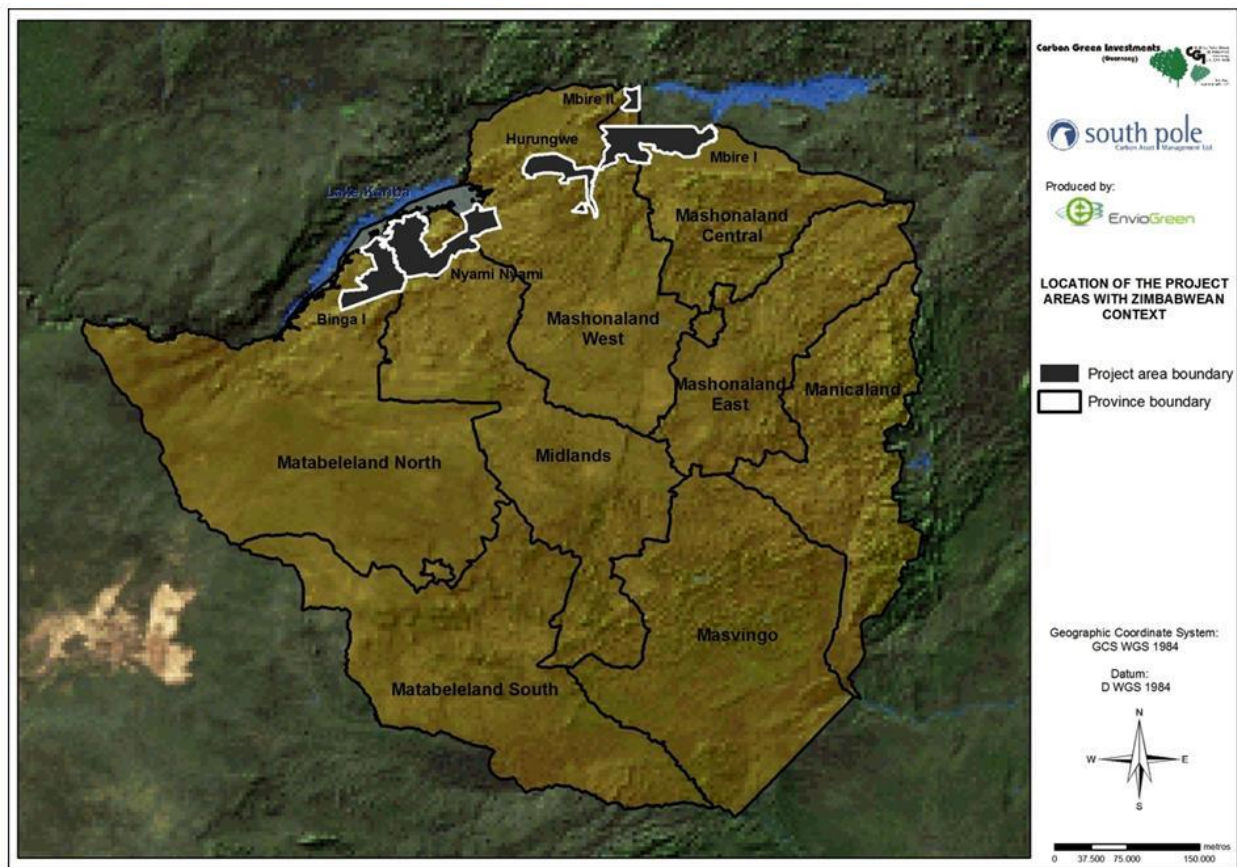 Mbire II
Hurungwe
Mbire I
Lake Kariba
Mashonaland
Central
Nyami Nyami
Binga I
Mashonaland
West
Mashonaland
East
Manicaland
Matabeleland North
Midlands
Masvingo
Matabeleland South
Carbon Green Investments
(Guernsey)
CGI
south pole
Carbon Asset Management Ltd.
Produced by:
EnvioGreen
LOCATION OF THE PROJECT
AREAS WITH ZIMBABWEAN
CONTEXT
Project area boundary
Province boundary
Geographic Coordinate System:
GCS WGS 1984
Datum:
D WGS 1984
N
W E
S
metros
0 37.500 75.000 150.000